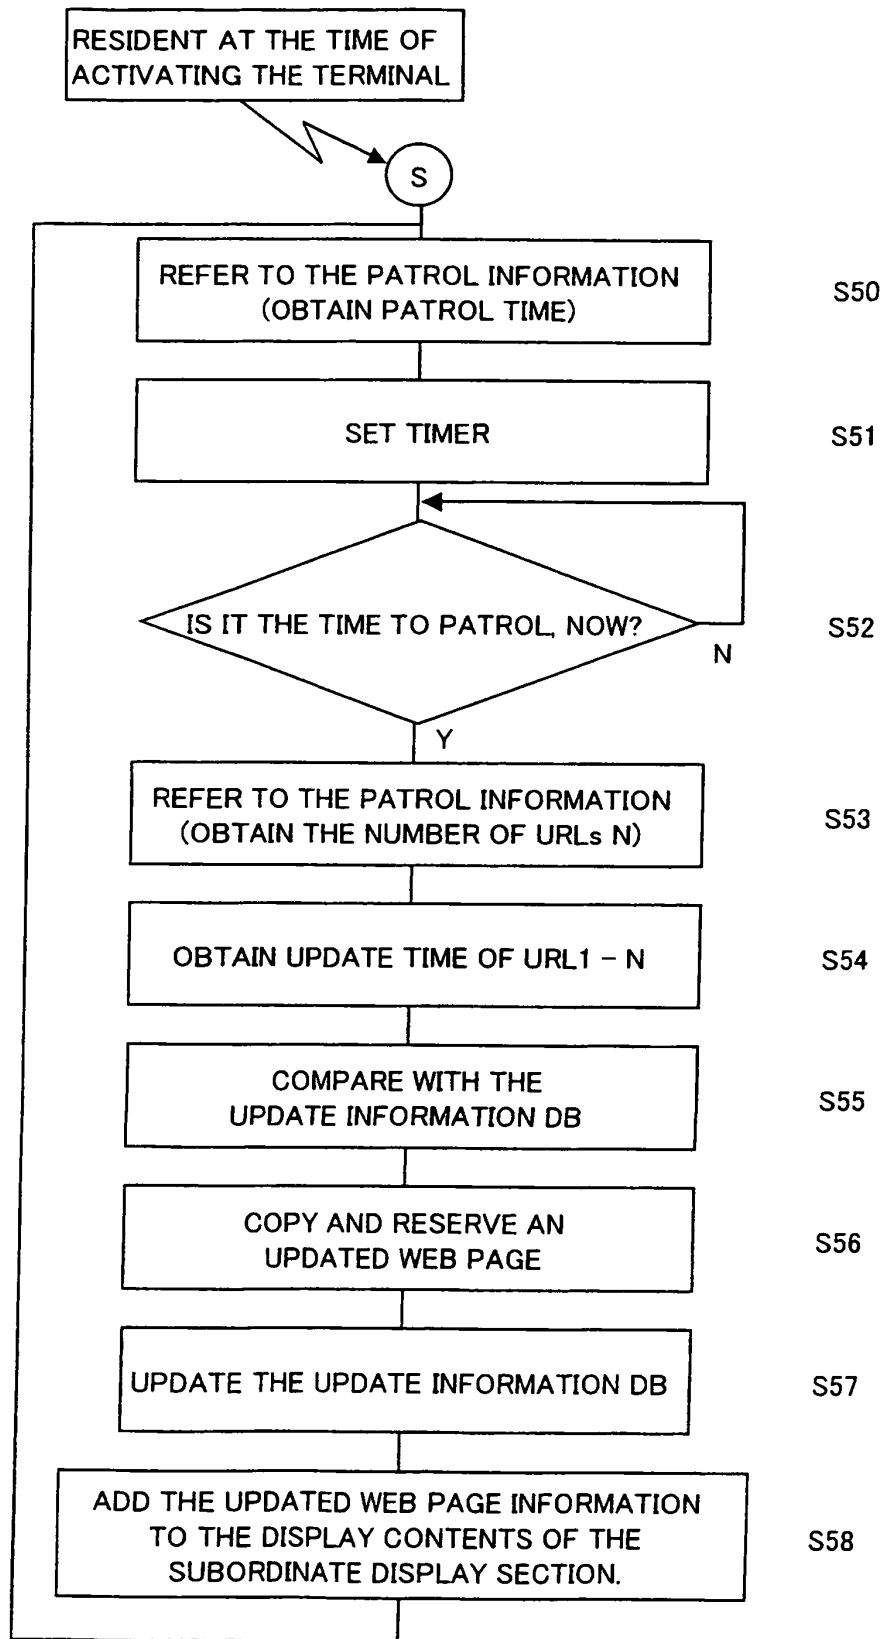 RESIDENT AT THE TIME OF
ACTIVATING THE TERMINAL
S
REFER TO THE PATROL INFORMATION
(OBTAIN PATROL TIME)
S50
SET TIMER
S51
IS IT THE TIME TO PATROL, NOW?
S52
N
Y
REFER TO THE PATROL INFORMATION
(OBTAIN THE NUMBER OF URLs N)
S53
OBTAIN UPDATE TIME OF URL1 – N
S54
COMPARE WITH THE
UPDATE INFORMATION DB
S55
COPY AND RESERVE AN
UPDATED WEB PAGE
S56
UPDATE THE UPDATE INFORMATION DB
S57
ADD THE UPDATED WEB PAGE INFORMATION
TO THE DISPLAY CONTENTS OF THE
SUBORDINATE DISPLAY SECTION.
S58